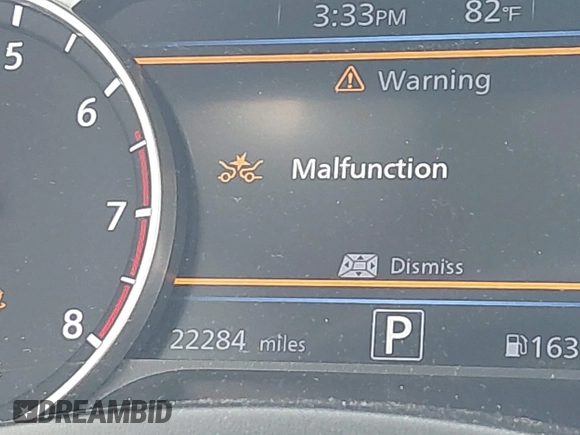 3:33PM 82°F
5
Warning
6
Malfunction
7
Dismiss
8
22284 miles P 163
DREAMBID